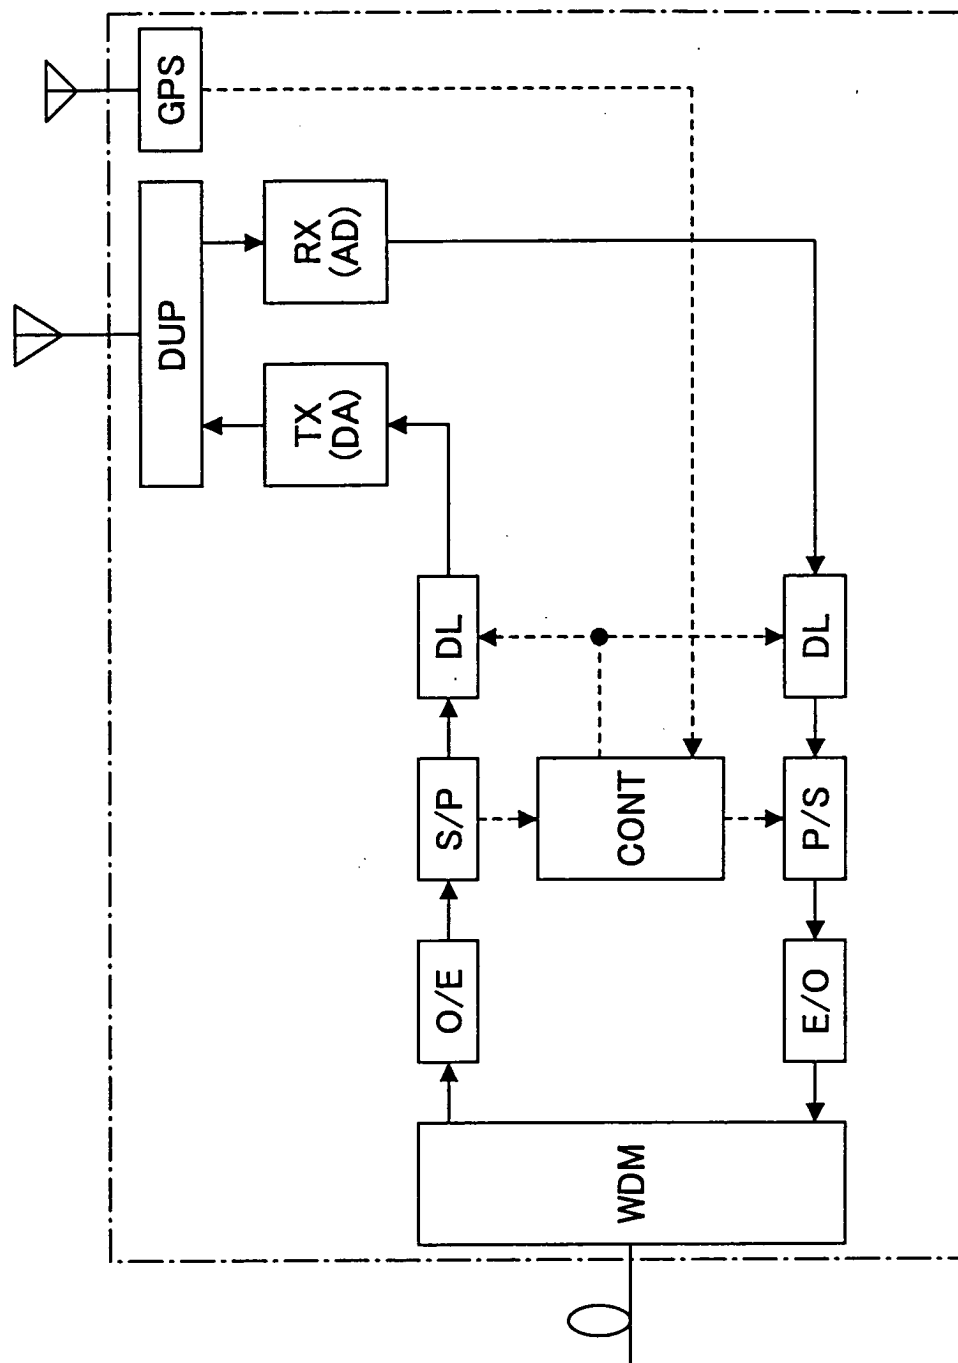 GPS
DUP
RX
(AD)
TX
(DA)
DL
DL
S/P
CONT
P/S
O/E
E/O
WDM